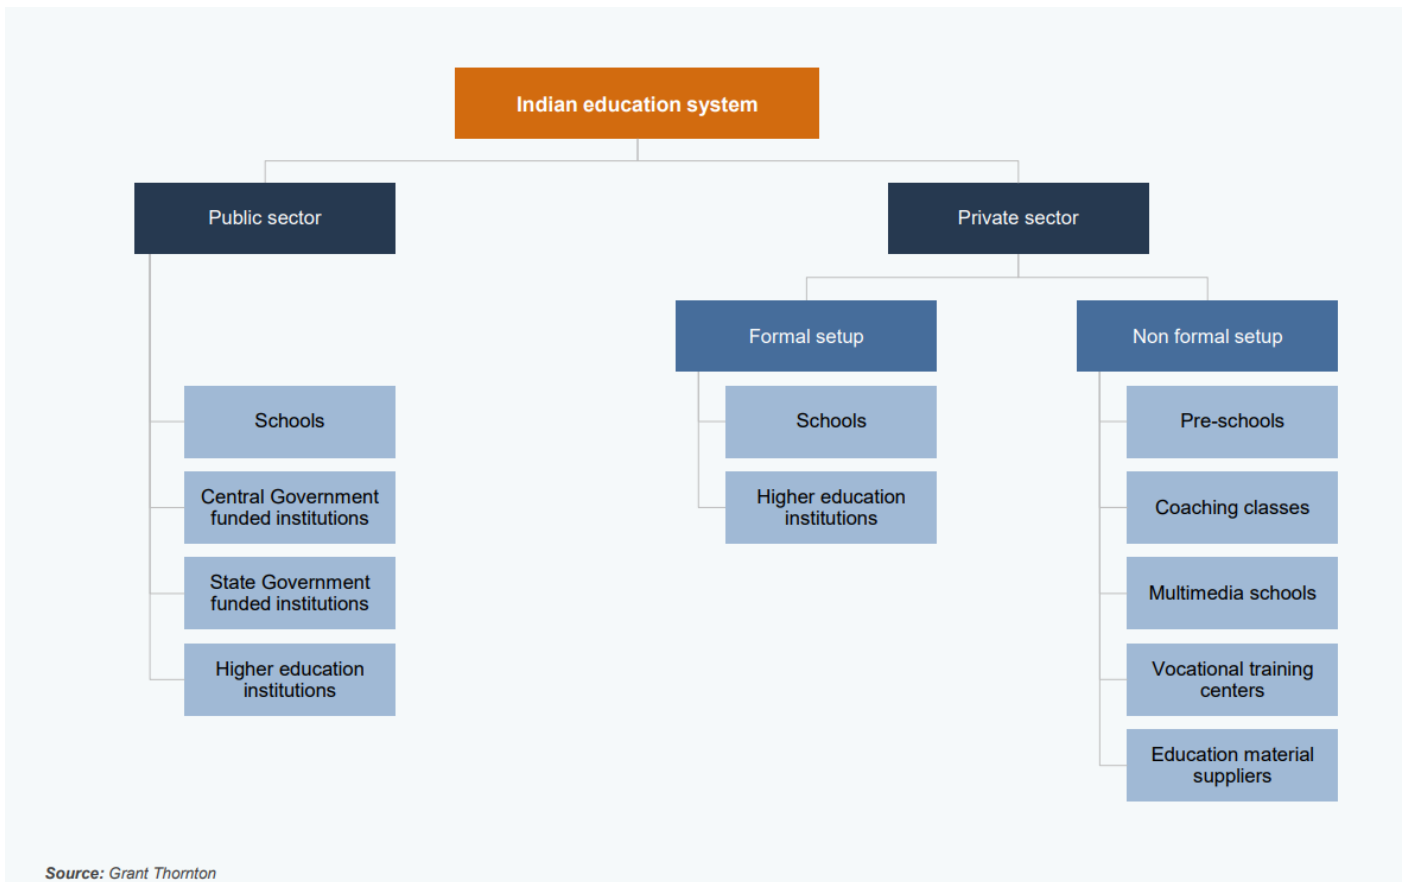 Indian education system
Public sector
Private sector
Formal setup
Non formal setup
Schools
Central Government
funded institutions
State Government
funded institutions
Higher education
institutions
Schools
Higher education
institutions
Pre-schools
Coaching classes
Multimedia schools
Vocational training
centers
Education material
suppliers
Source: Grant Thornton